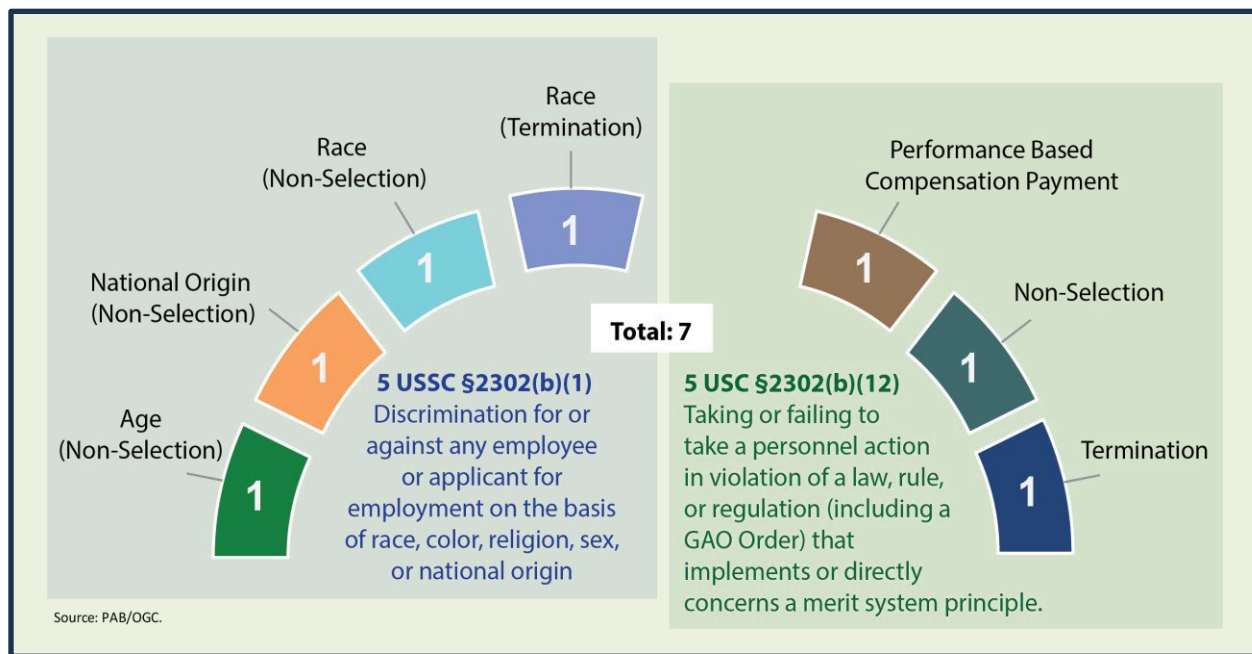 Race
(Termination)
Race
(Non-Selection)
National Origin
(Non-Selection)
Age
(Non-Selection)
1
1
1
1
5 USSC §2302(b)(1)
Discrimination for or
against any employee
or applicant for
employment on the basis
of race, color, religion, sex,
or national origin
Total: 7
Performance Based
Compensation Payment
Non-Selection
Termination
1
1
1
5 USC §2302(b)(12)
Taking or failing to
take a personnel action
in violation of a law, rule,
or regulation (including a
GAO Order) that
implements or directly
concerns a merit system principle.
Source: PAB/OGC.